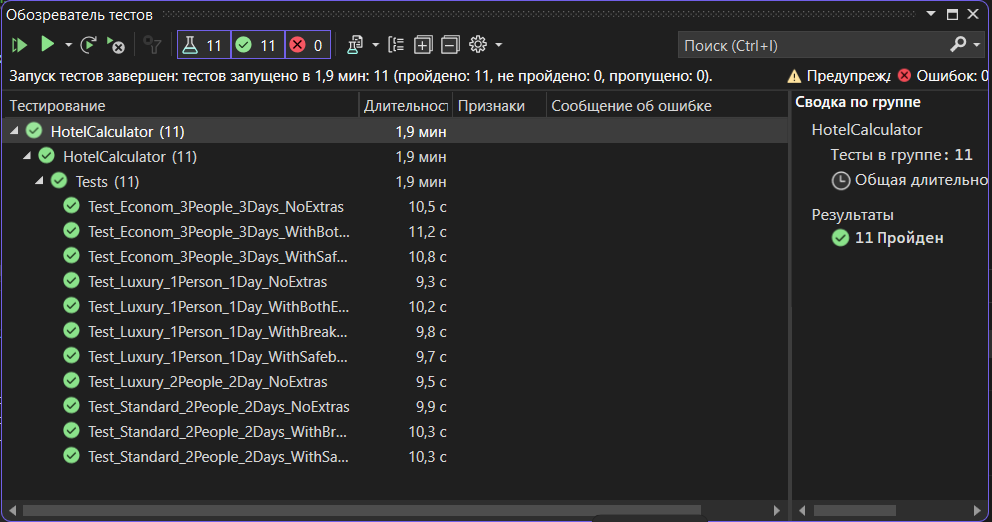 Обозреватель тестов
11 11 0
Поиск (Ctrl+I)
Запуск тестов завершен: тестов запущено в 1,9 мин: 11 (пройдено: 11, не пройдено: 0, пропущено: 0).
Предупрежд Ошибок: 0
Тестирование Длительност Признаки Сообщение об ошибке
HotelCalculator (11) 1,9 мин
HotelCalculator (11) 1,9 мин
Tests (11) 1,9 мин
Test_Econom_3People_3Days_NoExtras 10,5 с
Test_Econom_3People_3Days_WithBot... 11,2 с
Test_Econom_3People_3Days_WithSaf... 10,8 с
Test_Luxury_1Person_1Day_NoExtras 9,3 с
Test_Luxury_1Person_1Day_WithBothE... 10,2 с
Test_Luxury_1Person_1Day_WithBreak... 9,8 с
Test_Luxury_1Person_1Day_WithSafeb... 9,7 с
Test_Luxury_2People_2Day_NoExtras 9,5 с
Test_Standard_2People_2Days_NoExtras 9,9 с
Test_Standard_2People_2Days_WithBr... 10,3 с
Test_Standard_2People_2Days_WithSa... 10,3 с
Сводка по группе
HotelCalculator
Тесты в группе: 11
Общая длительно
Результаты
11 Пройден